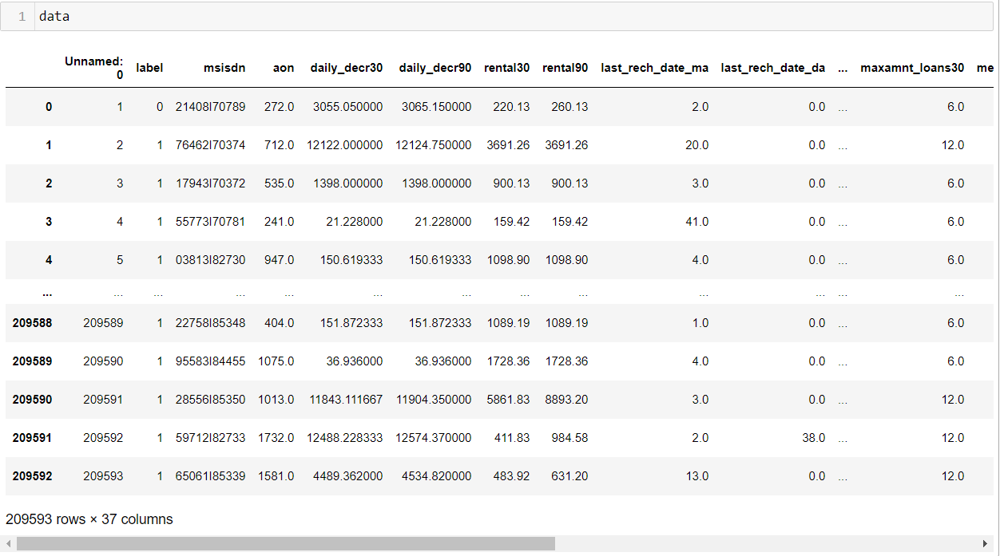 1 data
Unnamed: 0 label msisdn aon daily_decr30 daily_decr90 rental30 rental90 last_rech_date_ma last_rech_date_da ... maxamnt_loans30 me
0 1 0 21408I70789 272.0 3055.050000 3065.150000 220.13 260.13 2.0 0.0 ... 6.0
1 2 1 76462I70374 712.0 12122.000000 12124.750000 3691.26 3691.26 20.0 0.0 ... 12.0
2 3 1 17943I70372 535.0 1398.000000 1398.000000 900.13 900.13 3.0 0.0 ... 6.0
3 4 1 55773I70781 241.0 21.228000 21.228000 159.42 159.42 41.0 0.0 ... 6.0
4 5 1 03813I82730 947.0 150.619333 150.619333 1098.90 1098.90 4.0 0.0 ... 6.0
... ... ... ... ... ... ... ... ... ... ... ... ...
209588 209589 1 22758I85348 404.0 151.872333 151.872333 1089.19 1089.19 1.0 0.0 ... 6.0
209589 209590 1 95583I84455 1075.0 36.936000 36.936000 1728.36 1728.36 4.0 0.0 ... 6.0
209590 209591 1 28556I85350 1013.0 11843.111667 11904.350000 5861.83 8893.20 3.0 0.0 ... 12.0
209591 209592 1 59712I82733 1732.0 12488.228333 12574.370000 411.83 984.58 2.0 38.0 ... 12.0
209592 209593 1 65061I85339 1581.0 4489.362000 4534.820000 483.92 631.20 13.0 0.0 ... 12.0
209593 rows × 37 columns